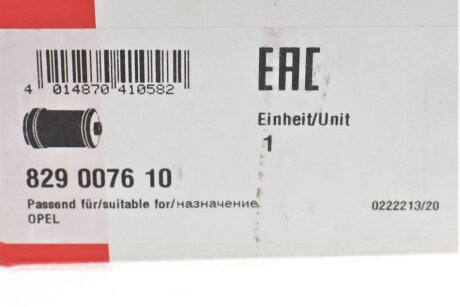 EAC
4 014870 410582
Einheit/Unit
1
829 0076 10
Passend für/suitable for/назначение
OPEL
0222213/20